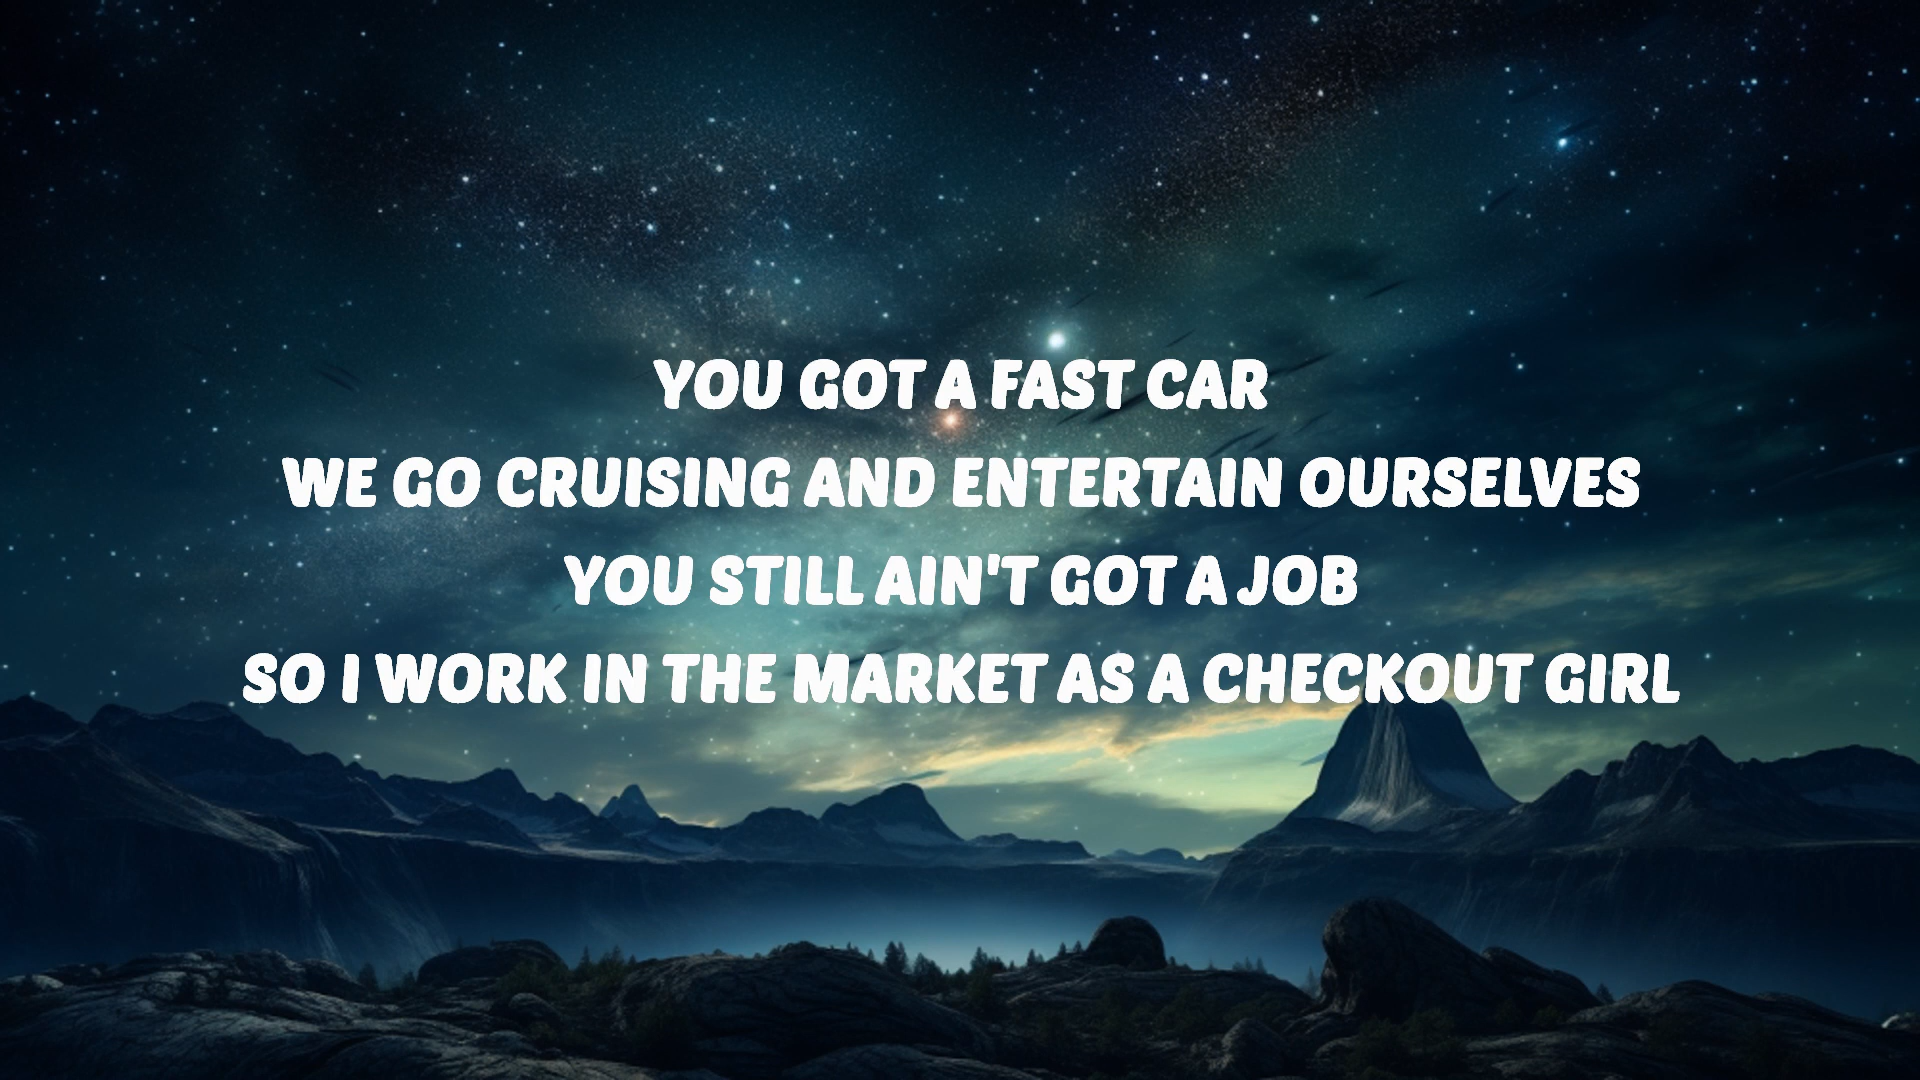 YOU GOT A FAST CAR
WE GO CRUISING AND ENTERTAIN OURSELVES
YOU STILL AIN'T GOT A JOB
SO I WORK IN THE MARKET AS A CHECKOUT GIRL